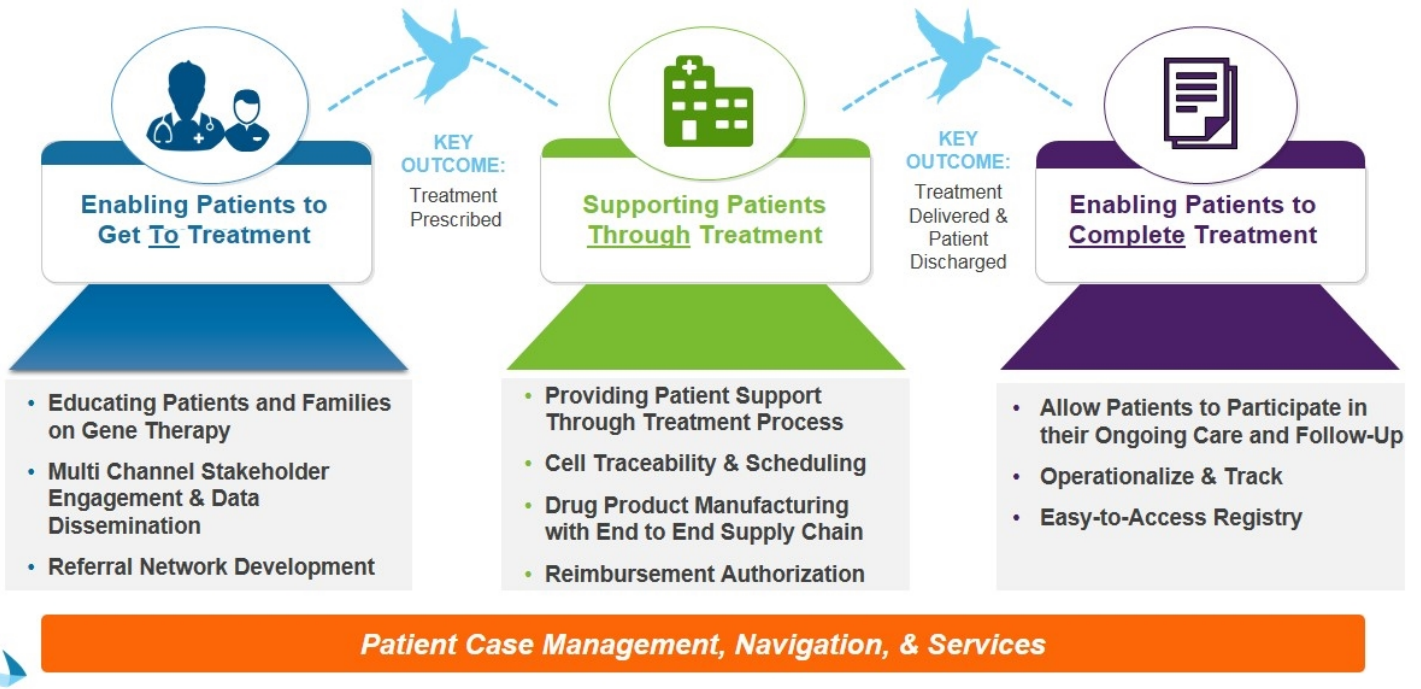 Enabling Patients to
Get To Treatment
KEY
OUTCOME:
Treatment
Prescribed
Supporting Patients
Through Treatment
KEY
OUTCOME:
Treatment
Delivered &
Patient
Discharged
Enabling Patients to
Complete Treatment
• Educating Patients and Families
on Gene Therapy
• Multi Channel Stakeholder
Engagement & Data
Dissemination
• Referral Network Development
• Providing Patient Support
Through Treatment Process
• Cell Traceability & Scheduling
• Drug Product Manufacturing
with End to End Supply Chain
• Reimbursement Authorization
• Allow Patients to Participate in
their Ongoing Care and Follow-Up
• Operationalize & Track
• Easy-to-Access Registry
Patient Case Management, Navigation, & Services